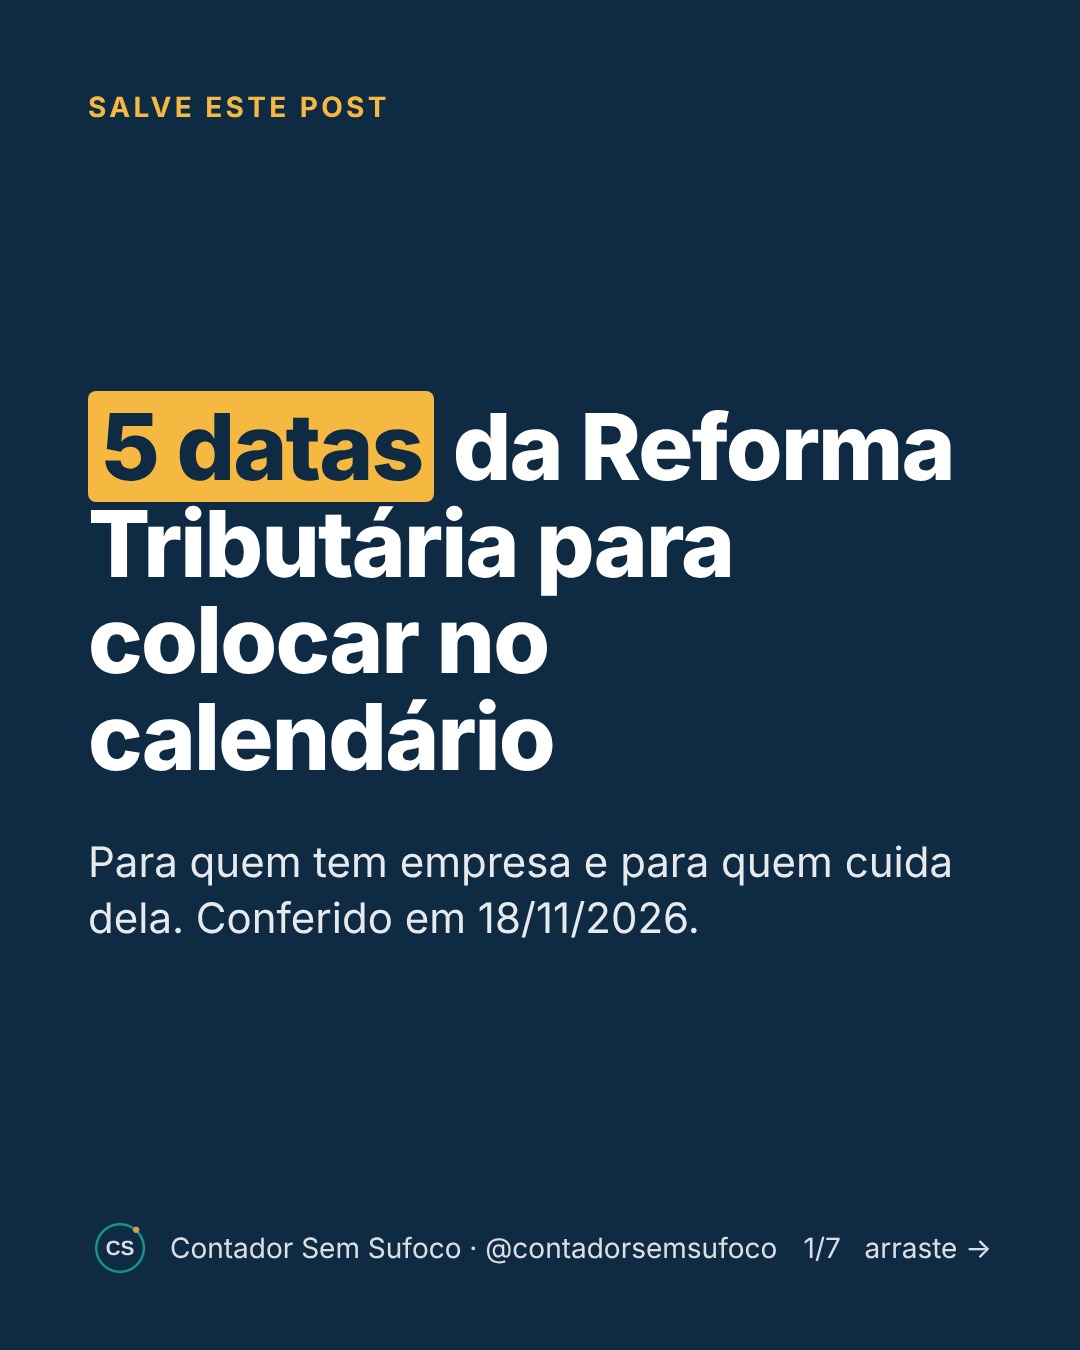 SALVE ESTE POST
5 datas da Reforma
Tributária para
colocar no
calendário
Para quem tem empresa e para quem cuida
dela. Conferido em 18/11/2026.
CS Contador Sem Sufoco · @contadorsemsufoco 1/7 arraste →